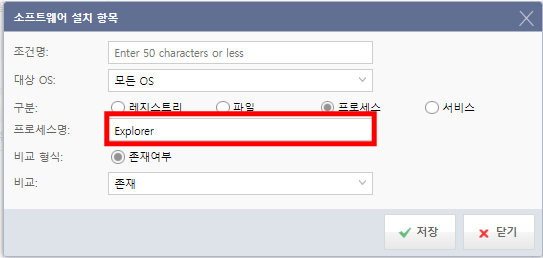 소프트웨어 설치 항목
조건명: Enter 50 characters or less
대상 OS: 모든 OS
구분: 레지스트리 파일 프로세스 서비스
프로세스명: Explorer
비교 형식: 존재여부
비교: 존재
저장 닫기